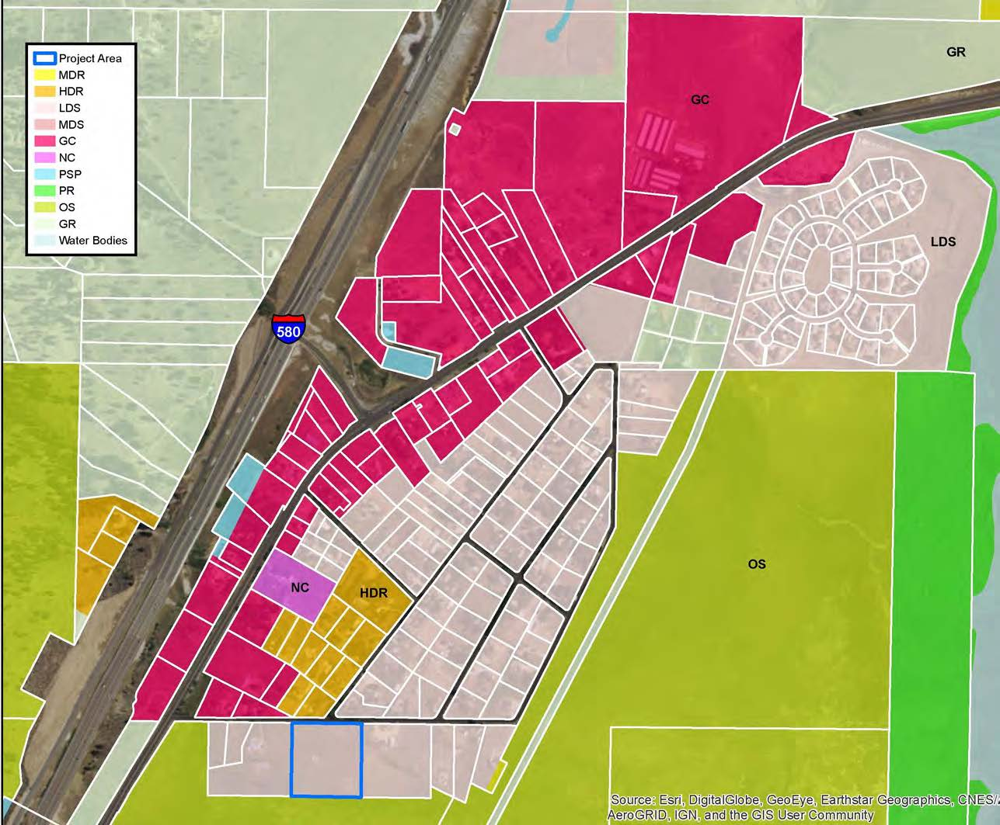 Project Area
MDR
HDR
LDS
MDS
GC
NC
PSP
PR
OS
GR
Water Bodies
GR
GC
LDS
580
OS
NC
HDR
Source: Esri, DigitalGlobe, GeoEye, Earthstar Geographics, CNES/
AeroGRID, IGN, and the GIS User Community